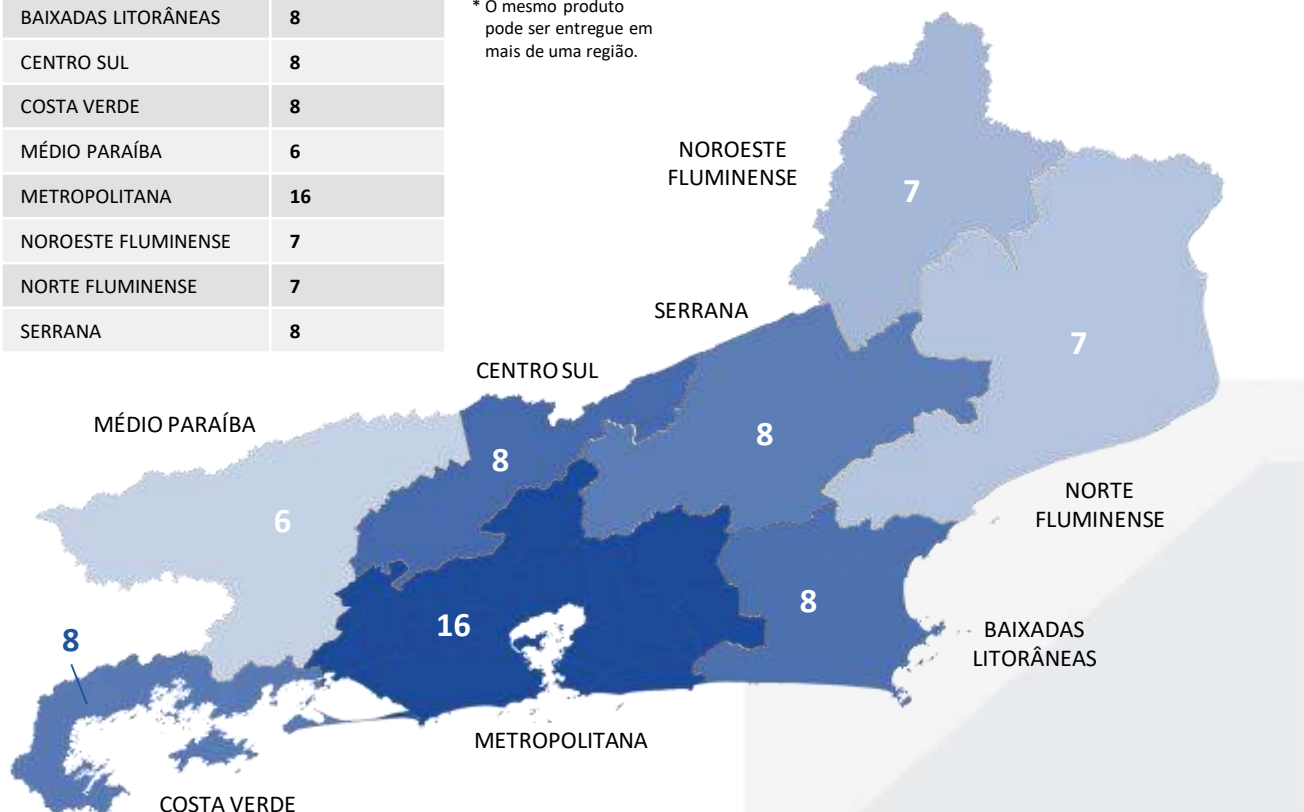 BAIXADAS LITORÂNEAS 8
CENTRO SUL 8
COSTA VERDE 8
MÉDIO PARAÍBA 6
METROPOLITANA 16
NOROESTE FLUMINENSE 7
NORTE FLUMINENSE 7
SERRANA 8
* O mesmo produto
pode ser entregue em
mais de uma região.
NOROESTE
FLUMINENSE
7
SERRANA
7
CENTRO SUL
MÉDIO PARAÍBA
8
8
6
NORTE
FLUMINENSE
8
16
8
BAIXADAS
LITORÂNEAS
METROPOLITANA
COSTA VERDE